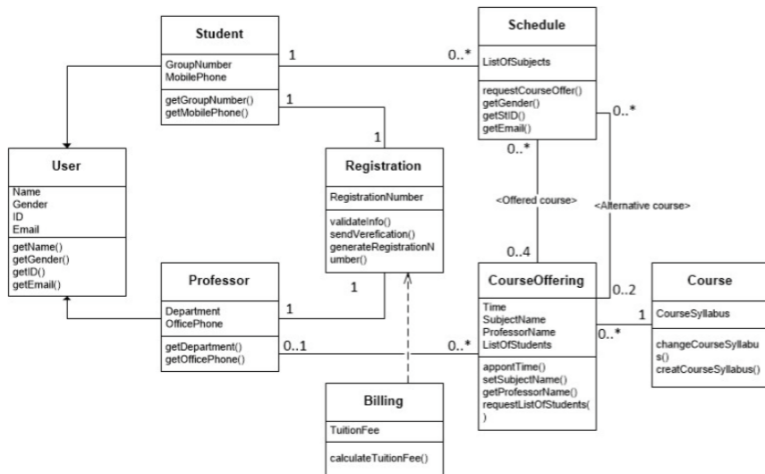 Student
GroupNumber
MobilePhone
getGroupNumber()
getMobilePhone()
Schedule
ListOfSubjects
requestCourseOffer()
getGender()
getStID()
getEmail()
1
0..*
1
1
0..*
0..*
User
Name
Gender
ID
Email
getName()
getGender()
getID()
getEmail()
Registration
RegistrationNumber
validateInfo()
sendVerefication()
generateRegistrationN
umber()
<Offered course>
<Alternative course>
0..4
0..2
Professor
Department
OfficePhone
getDepartment()
getOfficePhone()
1
1
0..1
0..*
CourseOffering
Time
SubjectName
ProfessorName
ListOfStudents
appontTime()
setSubjectName()
getProfessorName()
requestListOfStudents(
)
1
0..*
Course
CourseSyllabus
changeCourseSyllabu
s()
creatCourseSyllabus()
Billing
TuitionFee
calculateTuitionFee()